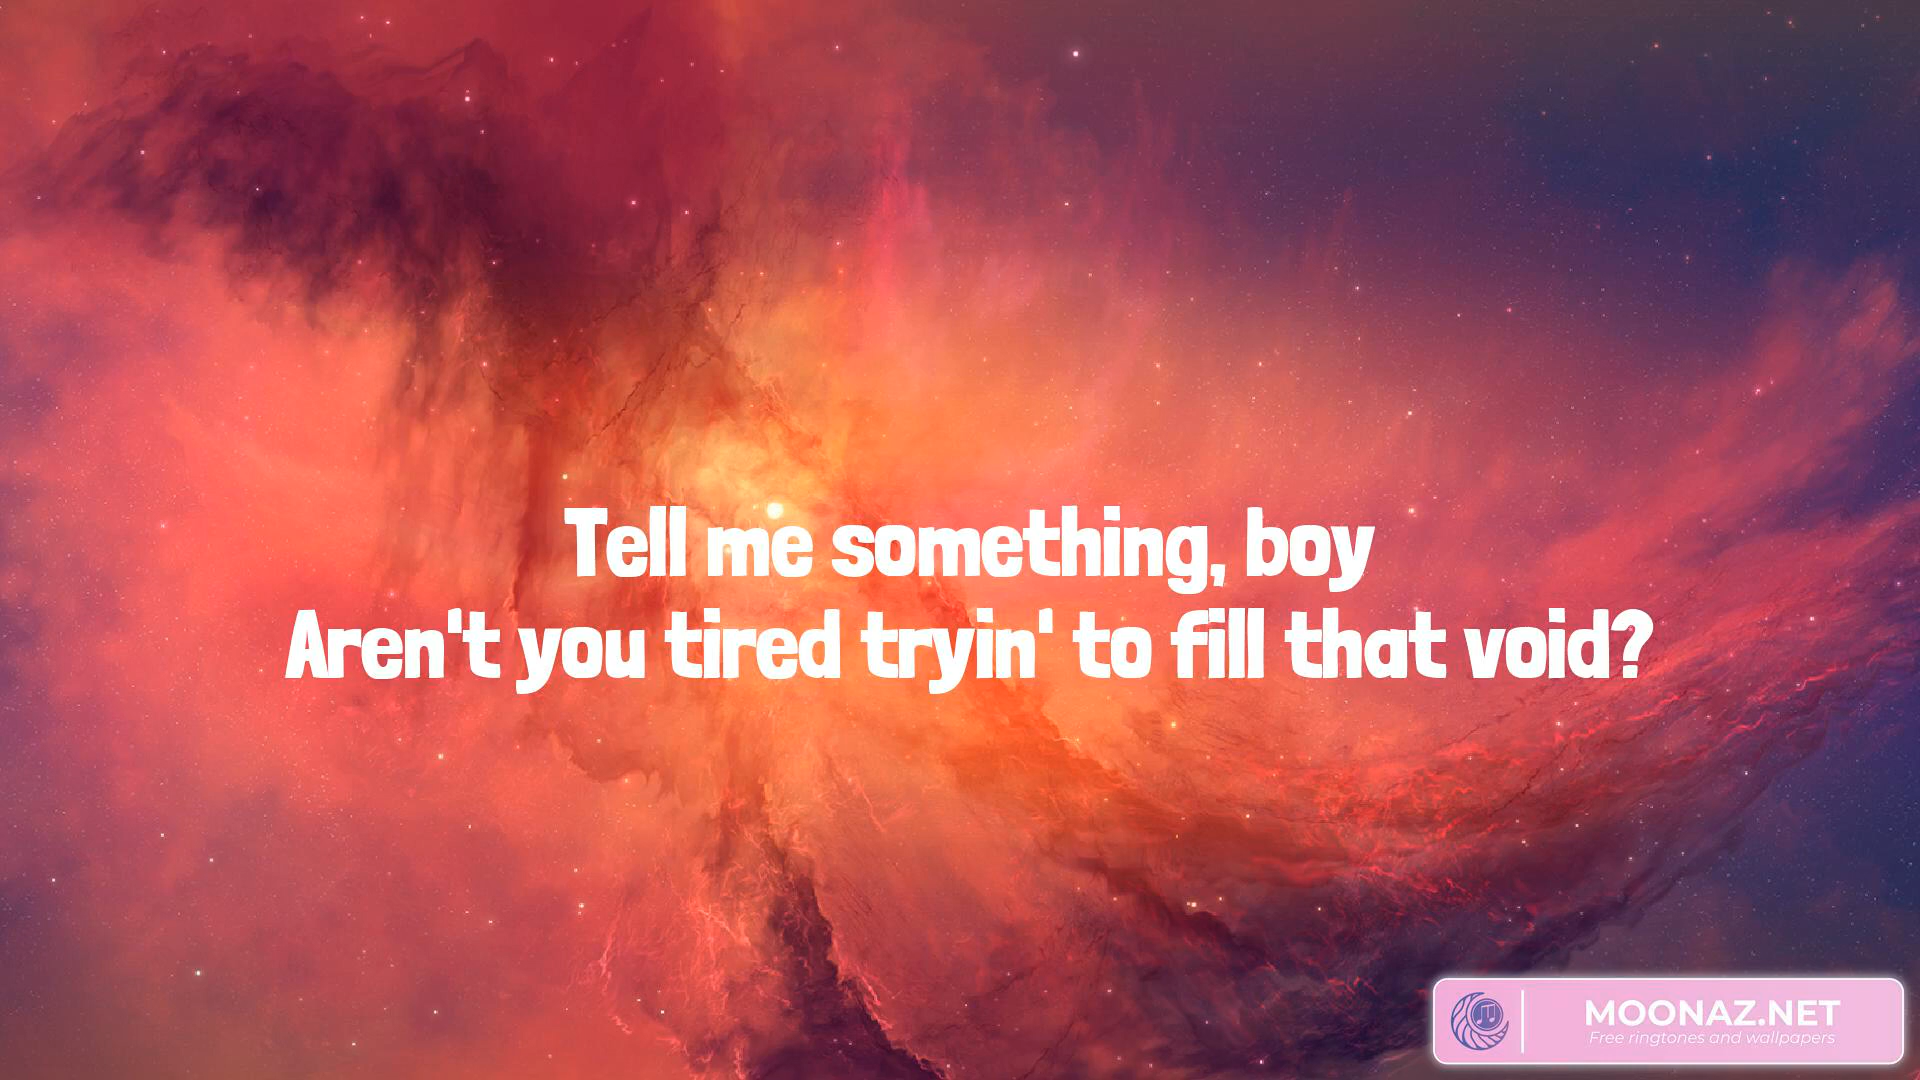 Tell me something, boy
Aren't you tired tryin' to fill that void?
MOONAZ.NET
Free ringtones and wallpapers